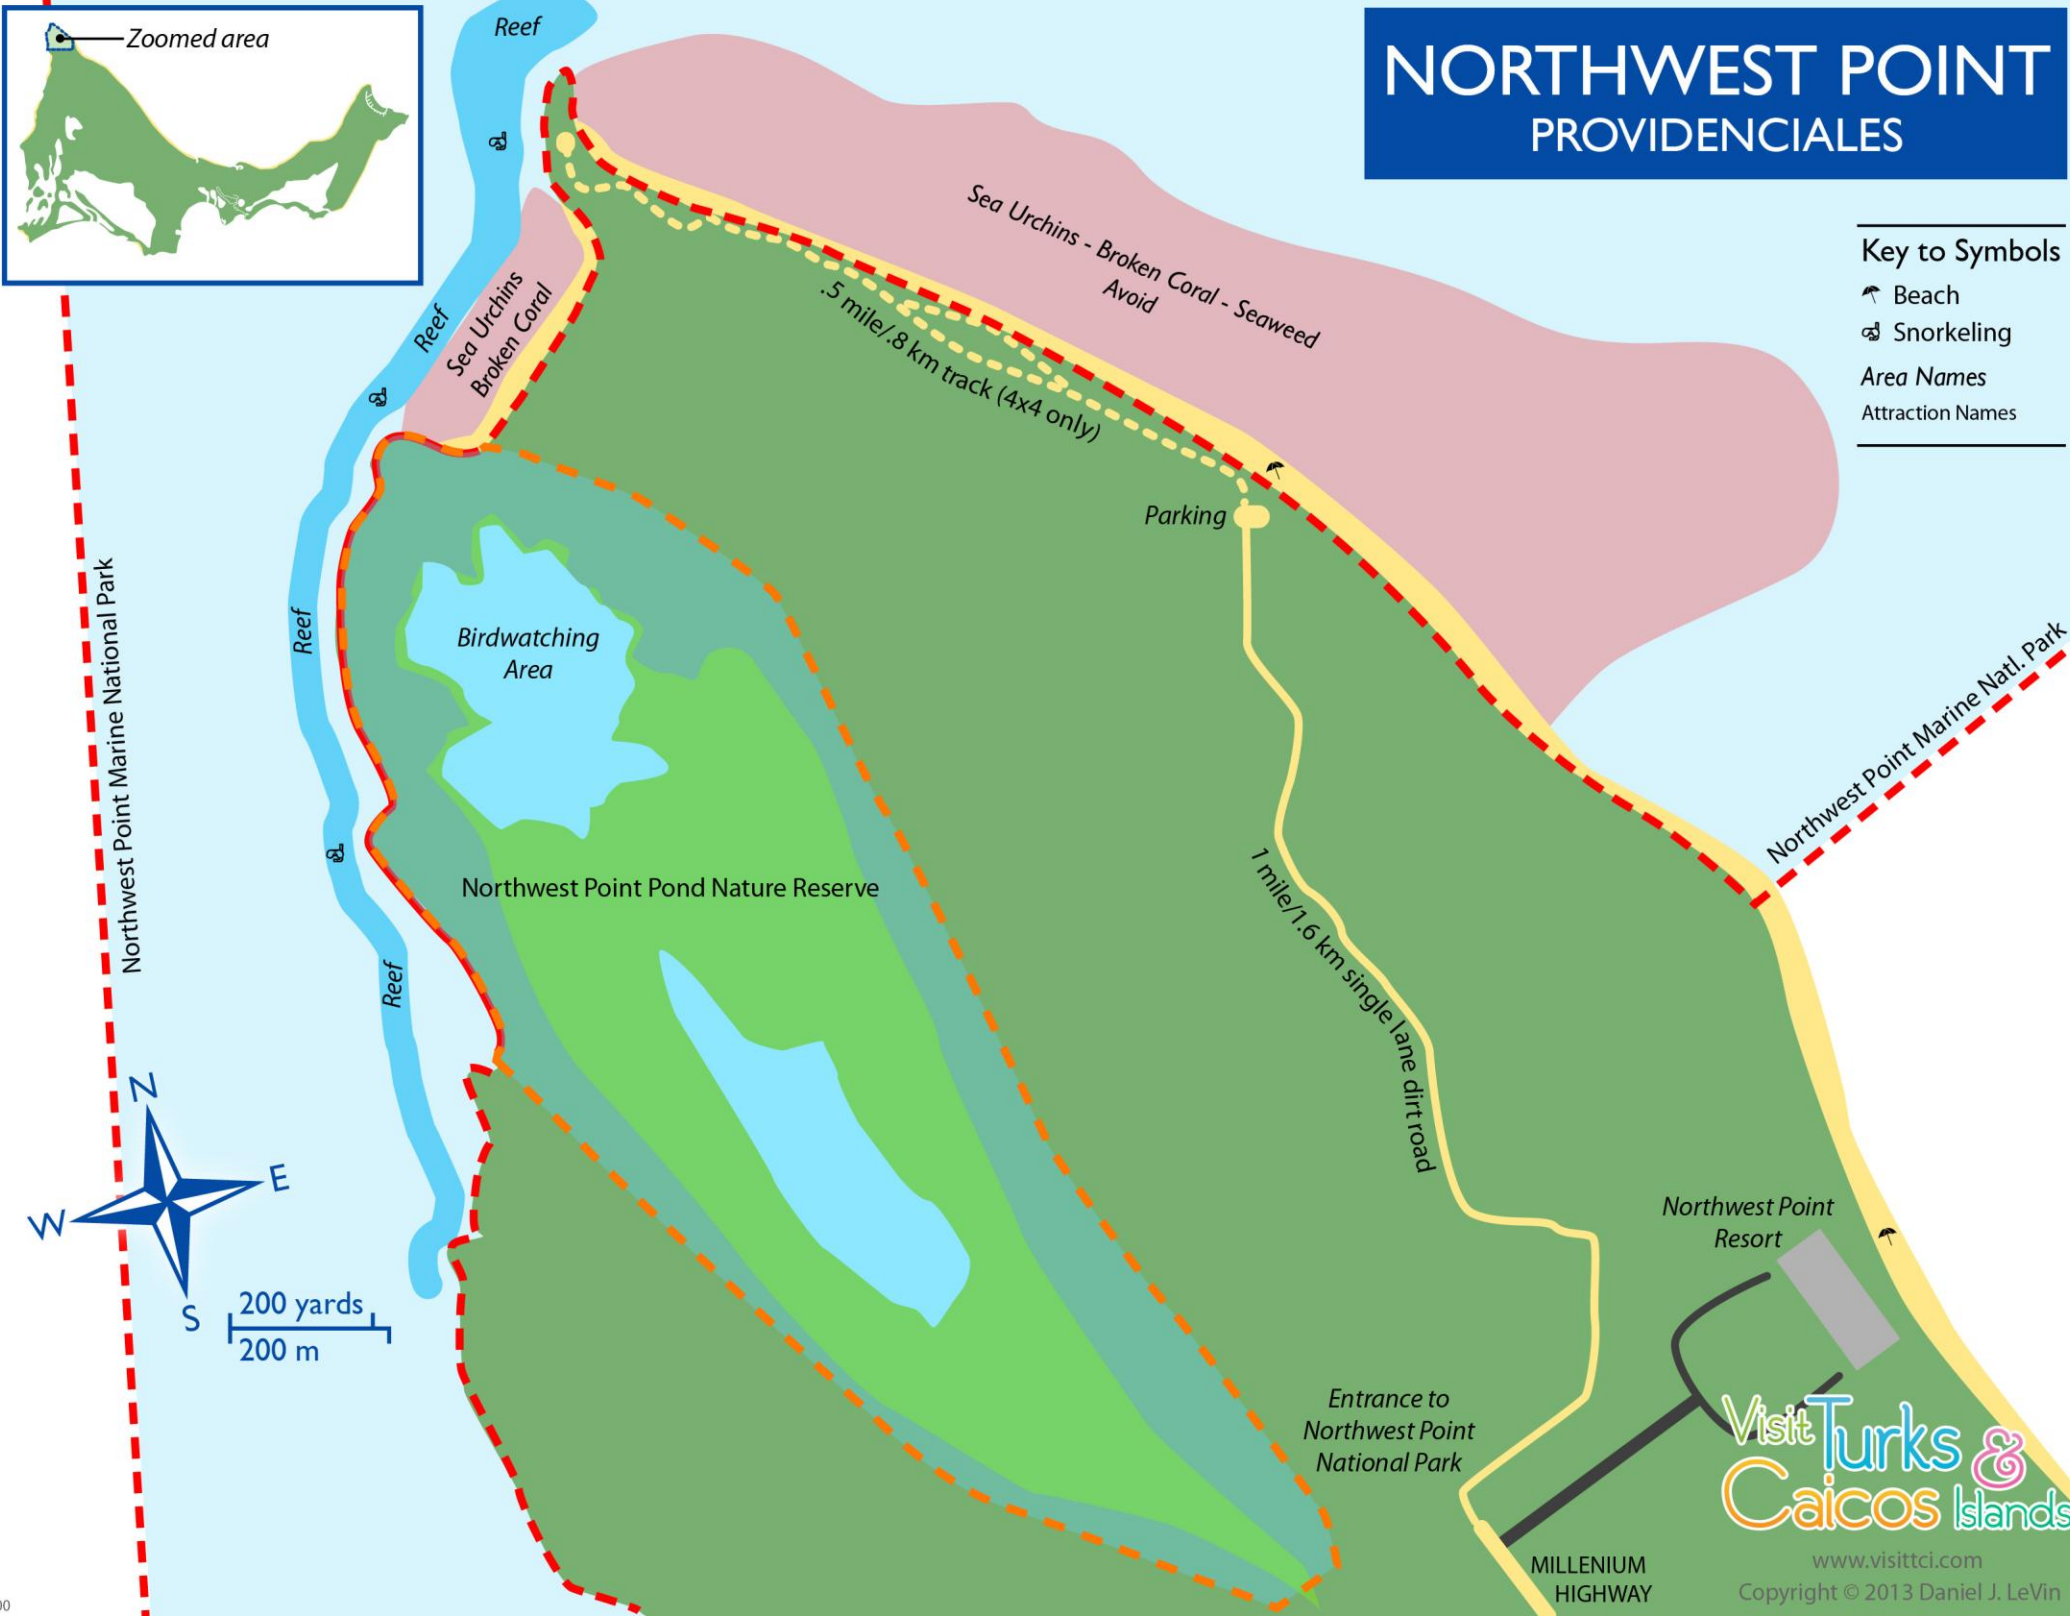 Zoomed area
Reef
NORTHWEST POINT
PROVIDENCIALES
Key to Symbols
Beach
Snorkeling
Area Names
Attraction Names
Sea Urchins - Broken Coral - Seaweed
Avoid
.5 mile/.8 km track (4x4 only)
Reef
Sea Urchins
Broken Coral
Parking
Northwest Point Marine National Park
Reef
Birdwatching
Area
Northwest Point Marine Natl. Park
Northwest Point Pond Nature Reserve
1 mile/1.6 km single lane dirt road
Reef
N
E
W
S
200 yards
200 m
Northwest Point
Resort
Entrance to
Northwest Point
National Park
Visit Turks &
Caicos Islands
MILLENIUM
HIGHWAY
www.visittci.com
Copyright © 2013 Daniel J. LeVin